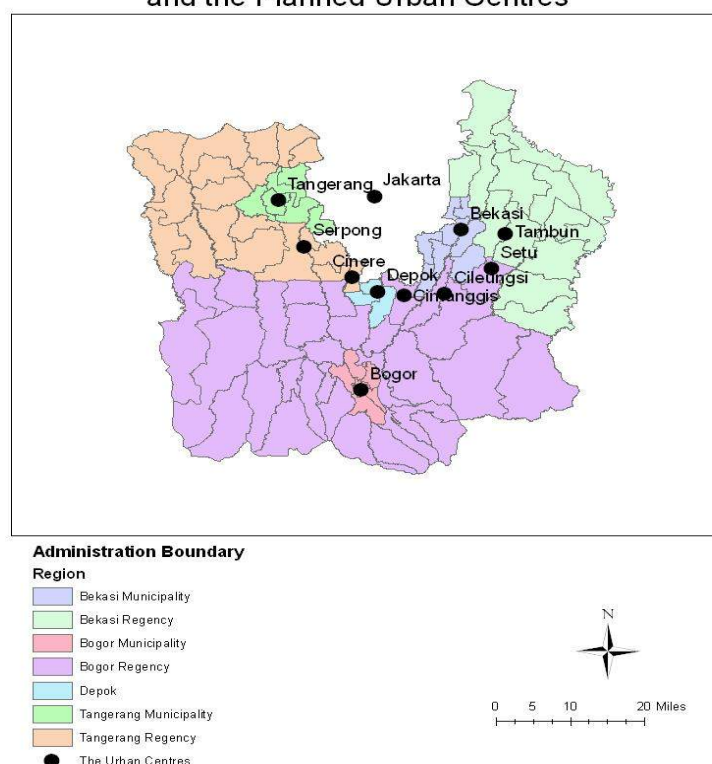 and the Planned Urban Centres
Jakarta
Tangerang
Bekasi
Serpong
Tambun
Setu
Cinere
Depok
Cileungsi
Cimanggis
Bogor
Administration Boundary
Region
Bekasi Municipality
Bekasi Regency
Bogor Municipality
Bogor Regency
Depok
Tangerang Municipality
Tangerang Regency
The Urban Centres
N
0 5 10 20 Miles